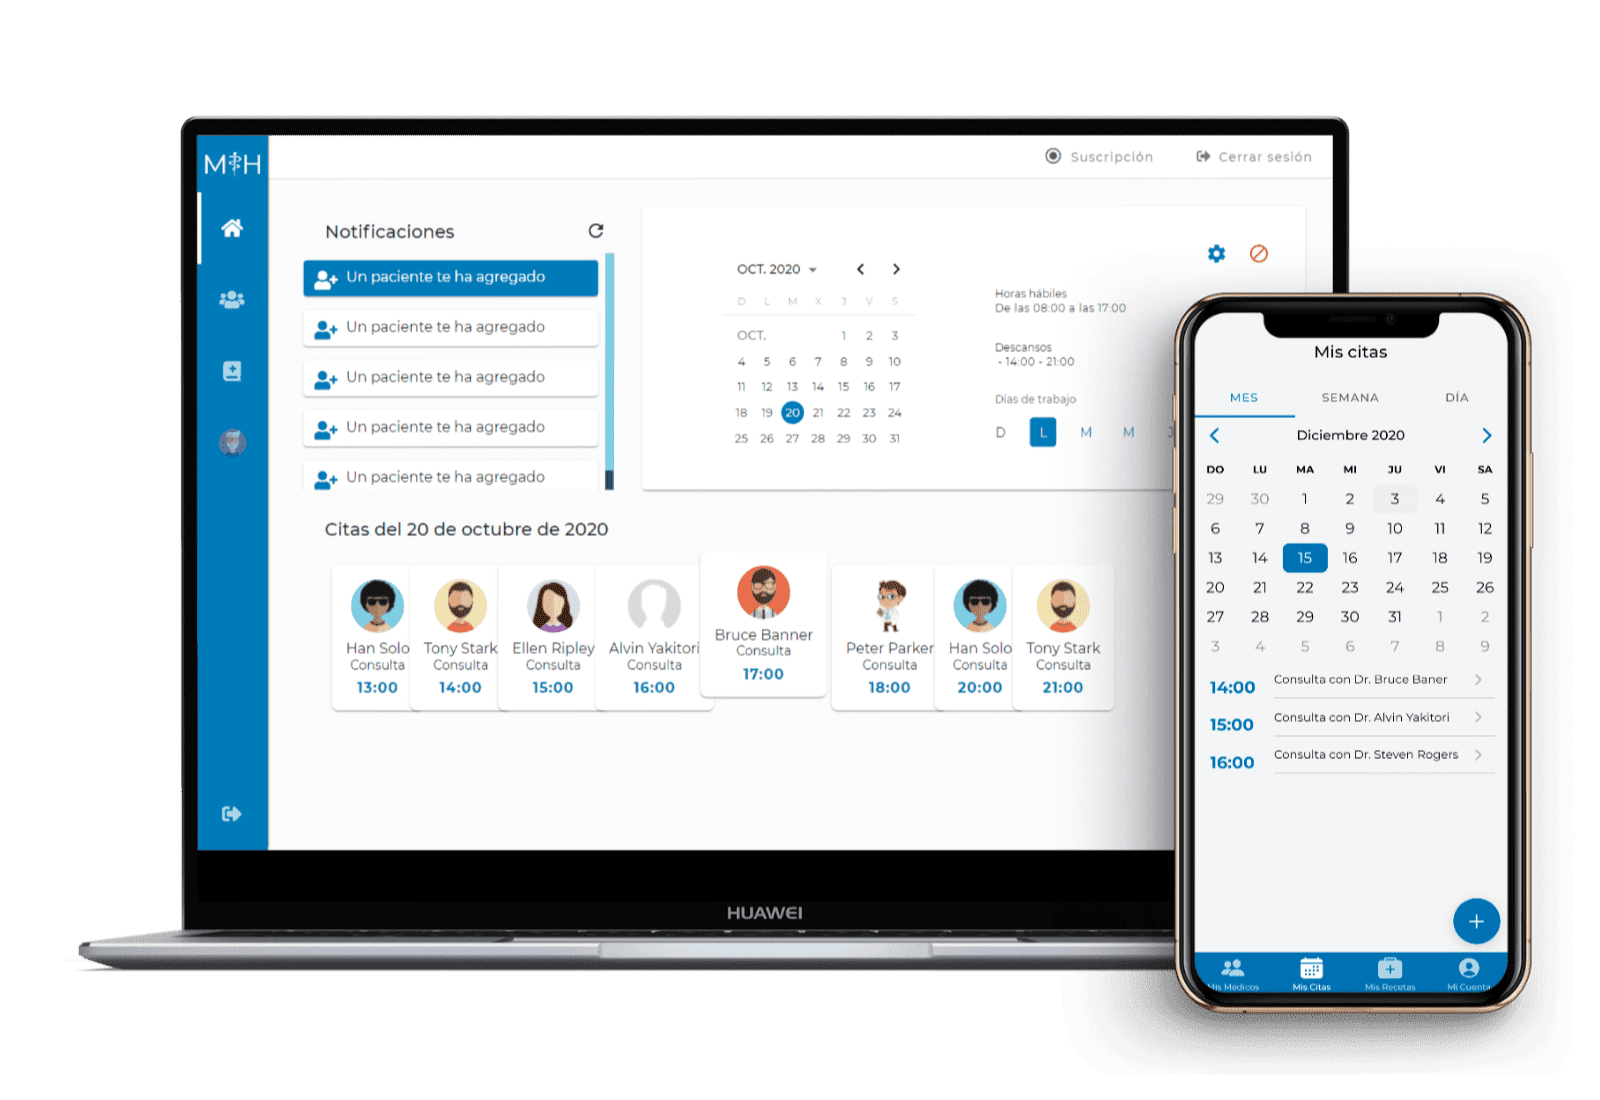 M H
Suscripción
Cerrar sesión
Notificaciones
Un paciente te ha agregado
Un paciente te ha agregado
Un paciente te ha agregado
Un paciente te ha agregado
Un paciente te ha agregado
OCT. 2020
D L M X J V S
OCT. 1 2 3
4 5 6 7 8 9 10
11 12 13 14 15 16 17
18 19 20 21 22 23 24
25 26 27 28 29 30 31
Horas hábiles
De las 08:00 a las 17:00
Descansos
- 14:00 - 21:00
Días de trabajo
D L M M J
Citas del 20 de octubre de 2020
Han Solo
Consulta
13:00
Tony Stark
Consulta
14:00
Ellen Ripley
Consulta
15:00
Alvin Yakitori
Consulta
16:00
Bruce Banner
Consulta
17:00
Peter Parker
Consulta
18:00
Han Solo
Consulta
20:00
Tony Stark
Consulta
21:00
HUAWEI
Mis citas
MES SEMANA DÍA
Diciembre 2020
DO LU MA MI JU VI SA
29 30 1 2 3 4 5
6 7 8 9 10 11 12
13 14 15 16 17 18 19
20 21 22 23 24 25 26
27 28 29 30 31 1 2
3 4 5 6 7 8 9
14:00 Consulta con Dr. Bruce Baner
15:00 Consulta con Dr. Alvin Yakitori
16:00 Consulta con Dr. Steven Rogers
+
Mis Médicos Mis Citas Mis Recetas Mi Cuenta